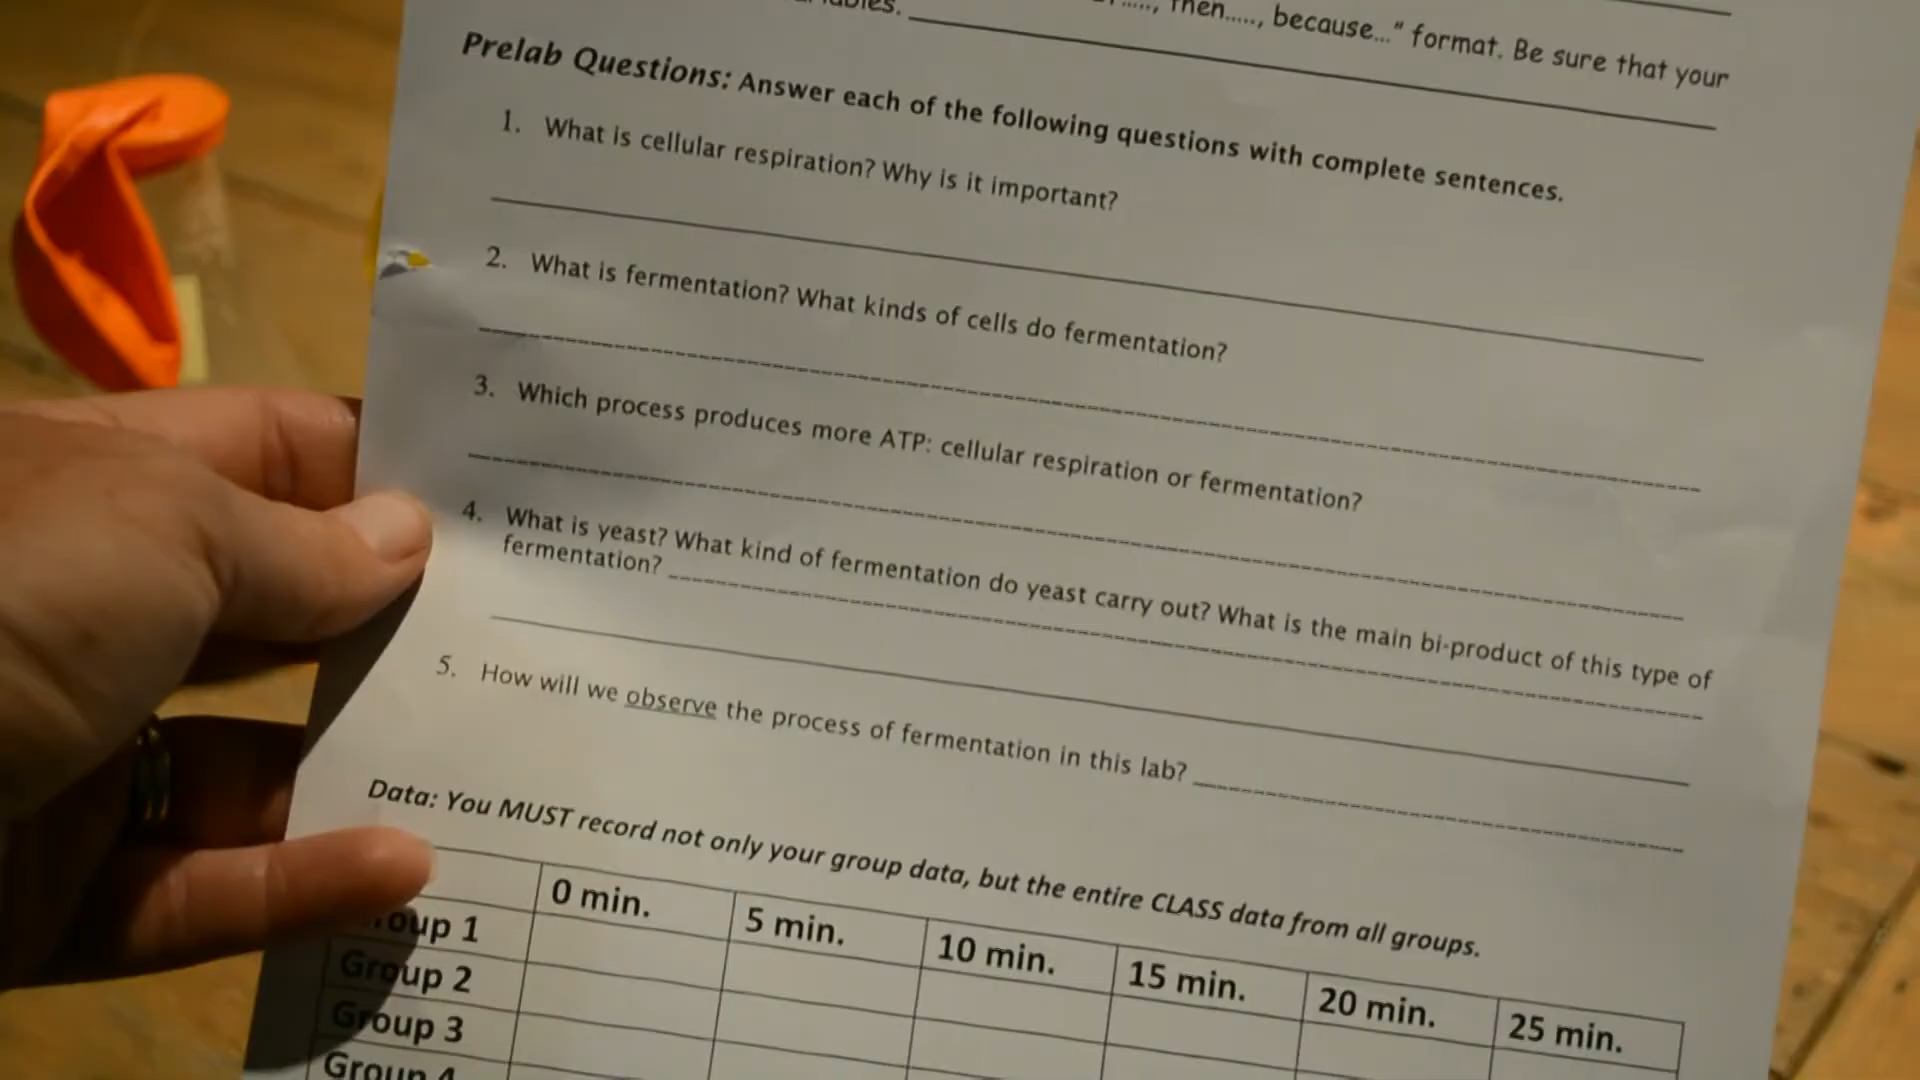 then....., because..." format. Be sure that your
Prelab Questions: Answer each of the following questions with complete sentences.
1. What is cellular respiration? Why is it important?
2. What is fermentation? What kinds of cells do fermentation?
3. Which process produces more ATP: cellular respiration or fermentation?
4. What is yeast? What kind of fermentation do yeast carry out? What is the main bi-product of this type of
fermentation?
5. How will we observe the process of fermentation in this lab?
Data: You MUST record not only your group data, but the entire CLASS data from all groups.
0 min. 5 min. 10 min. 15 min. 20 min. 25 min.
Group 1
Group 2
Group 3
Group 4